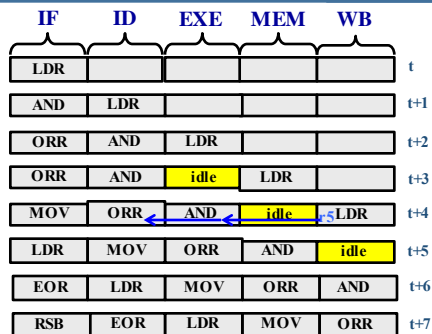 IF ID EXE MEM WB
LDR t
AND LDR t+1
ORR AND LDR t+2
ORR AND idle LDR t+3
MOV ORR AND idle r5 LDR t+4
LDR MOV ORR AND idle t+5
EOR LDR MOV ORR AND t+6
RSB EOR LDR MOV ORR t+7